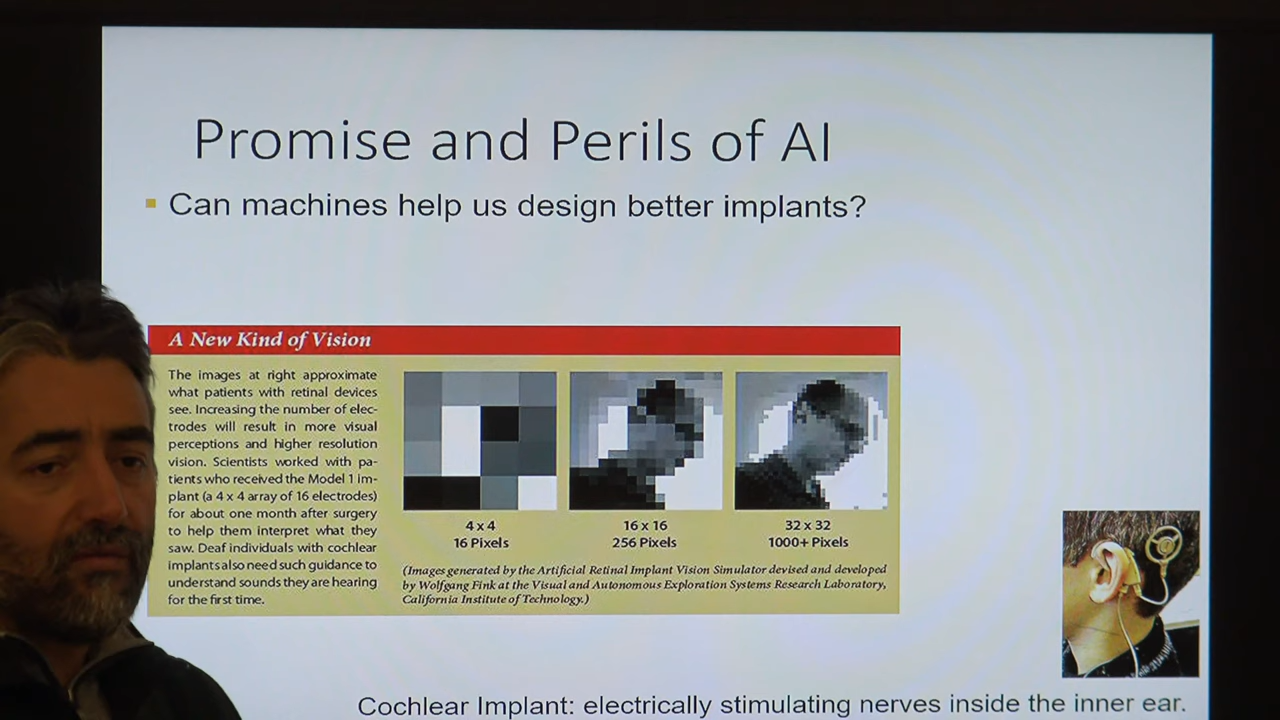 Promise and Perils of AI
▪ Can machines help us design better implants?
A New Kind of Vision
The images at right approximate
what patients with retinal devices
see. Increasing the number of elec-
trodes will result in more visual
perceptions and higher resolution
vision. Scientists worked with pa-
tients who received the Model 1 im-
plant (a 4 x 4 array of 16 electrodes)
for about one month after surgery
to help them interpret what they
saw. Deaf individuals with cochlear
implants also need such guidance to
understand sounds they are hearing
for the first time.
4 x 4
16 Pixels
16 x 16
256 Pixels
32 x 32
1000+ Pixels
(Images generated by the Artificial Retinal Implant Vision Simulator devised and developed
by Wolfgang Fink at the Visual and Autonomous Exploration Systems Research Laboratory,
California Institute of Technology.)
Cochlear Implant: electrically stimulating nerves inside the inner ear.